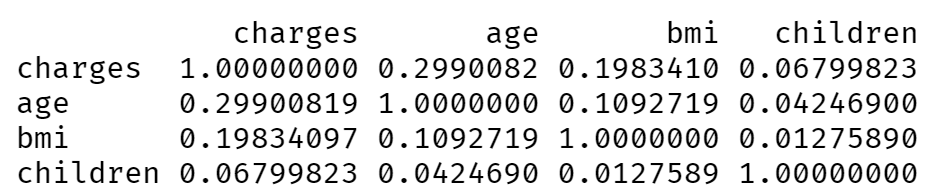 charges age bmi children
charges 1.00000000 0.2990082 0.1983410 0.06799823
age 0.29900819 1.0000000 0.1092719 0.04246900
bmi 0.19834097 0.1092719 1.0000000 0.01275890
children 0.06799823 0.0424690 0.0127589 1.00000000